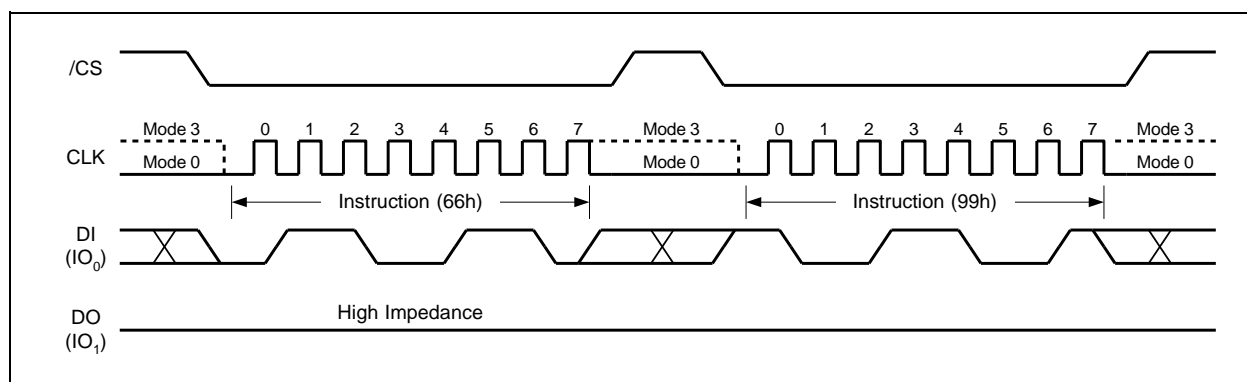 /CS
Mode 3 0 1 2 3 4 5 6 7 Mode 3 0 1 2 3 4 5 6 7 Mode 3
CLK
Mode 0 Mode 0 Mode 0
Instruction (66h) Instruction (99h)
DI
(IO0)
High Impedance
DO
(IO1)